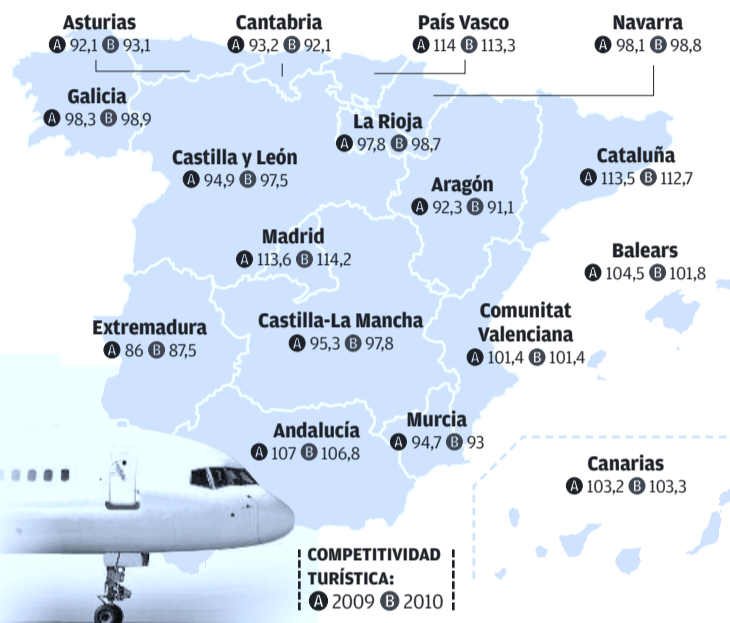 Asturias
A 92,1 B 93,1
Cantabria
A 93,2 B 92,1
País Vasco
A 114 B 113,3
Navarra
A 98,1 B 98,8
Galicia
A 98,3 B 98,9
La Rioja
A 97,8 B 98,7
Castilla y León
A 94,9 B 97,5
Cataluña
A 113,5 B 112,7
Aragón
A 92,3 B 91,1
Madrid
A 113,6 B 114,2
Balears
A 104,5 B 101,8
Extremadura
A 86 B 87,5
Castilla-La Mancha
A 95,3 B 97,8
Comunitat
Valenciana
A 101,4 B 101,4
Andalucía
A 107 B 106,8
Murcia
A 94,7 B 93
Canarias
A 103,2 B 103,3
COMPETITIVIDAD
TURÍSTICA:
A 2009 B 2010